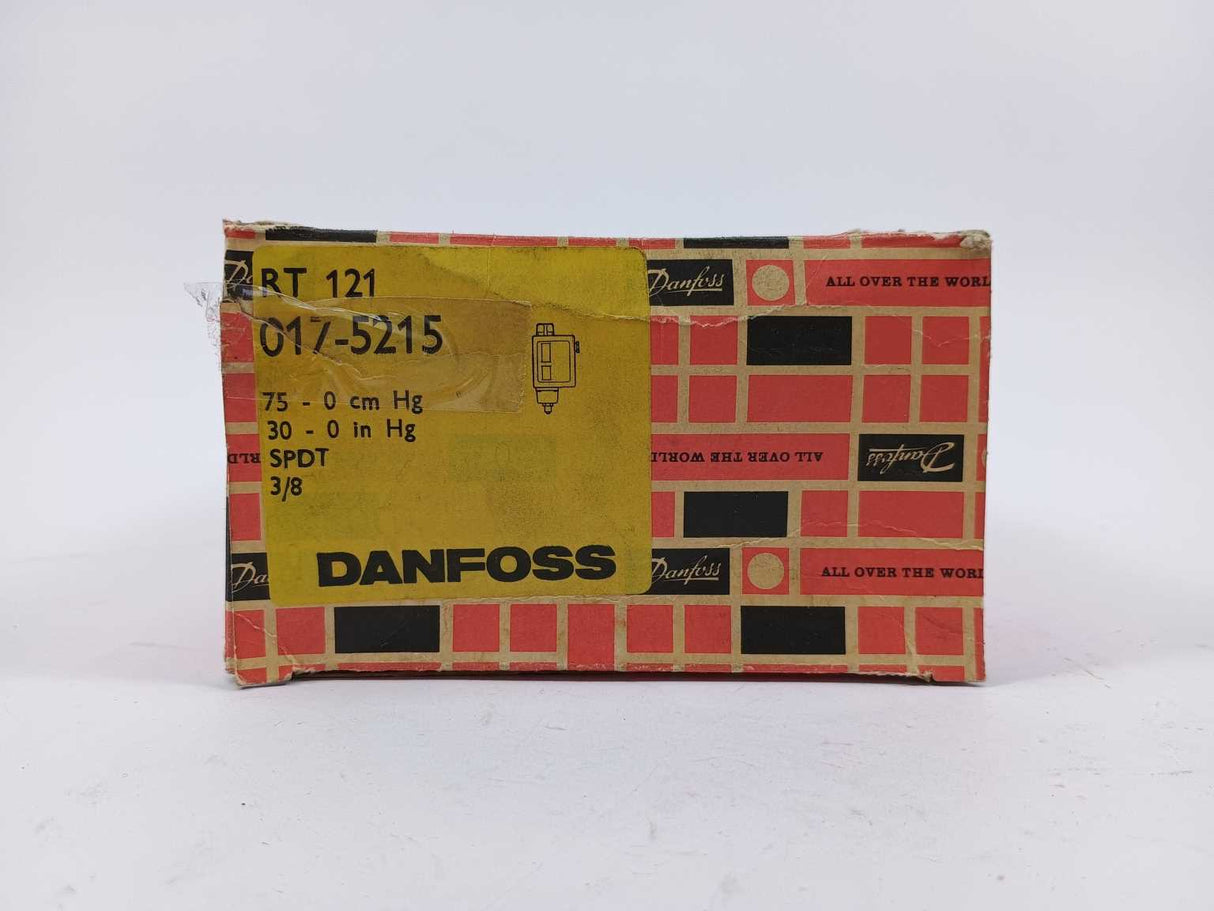 RT 121
017-5215
75 - 0 cm Hg
30 - 0 in Hg
SPDT
3/8
DANFOSS
Danfoss
ALL OVER THE WORL
ALL OVER THE WORLD
Danfoss
Da
Danfoss
ALL OVER THE WORL